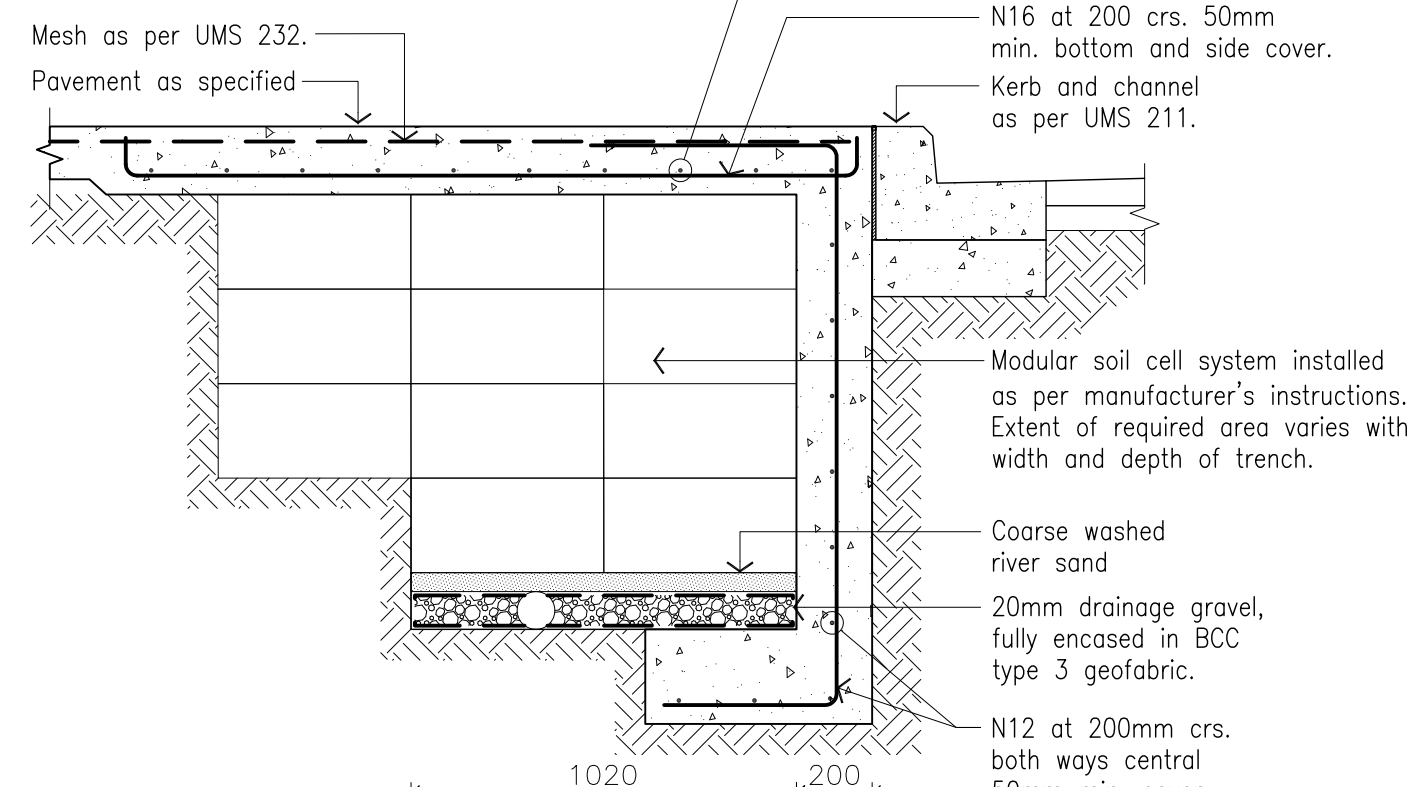 Mesh as per UMS 232.
Pavement as specified
N16 at 200 crs. 50mm
min. bottom and side cover.
Kerb and channel
as per UMS 211.
Modular soil cell system installed
as per manufacturer's instructions.
Extent of required area varies with
width and depth of trench.
Coarse washed
river sand
20mm drainage gravel,
fully encased in BCC
type 3 geofabric.
N12 at 200mm crs.
both ways central
50mm min cover
1020
200